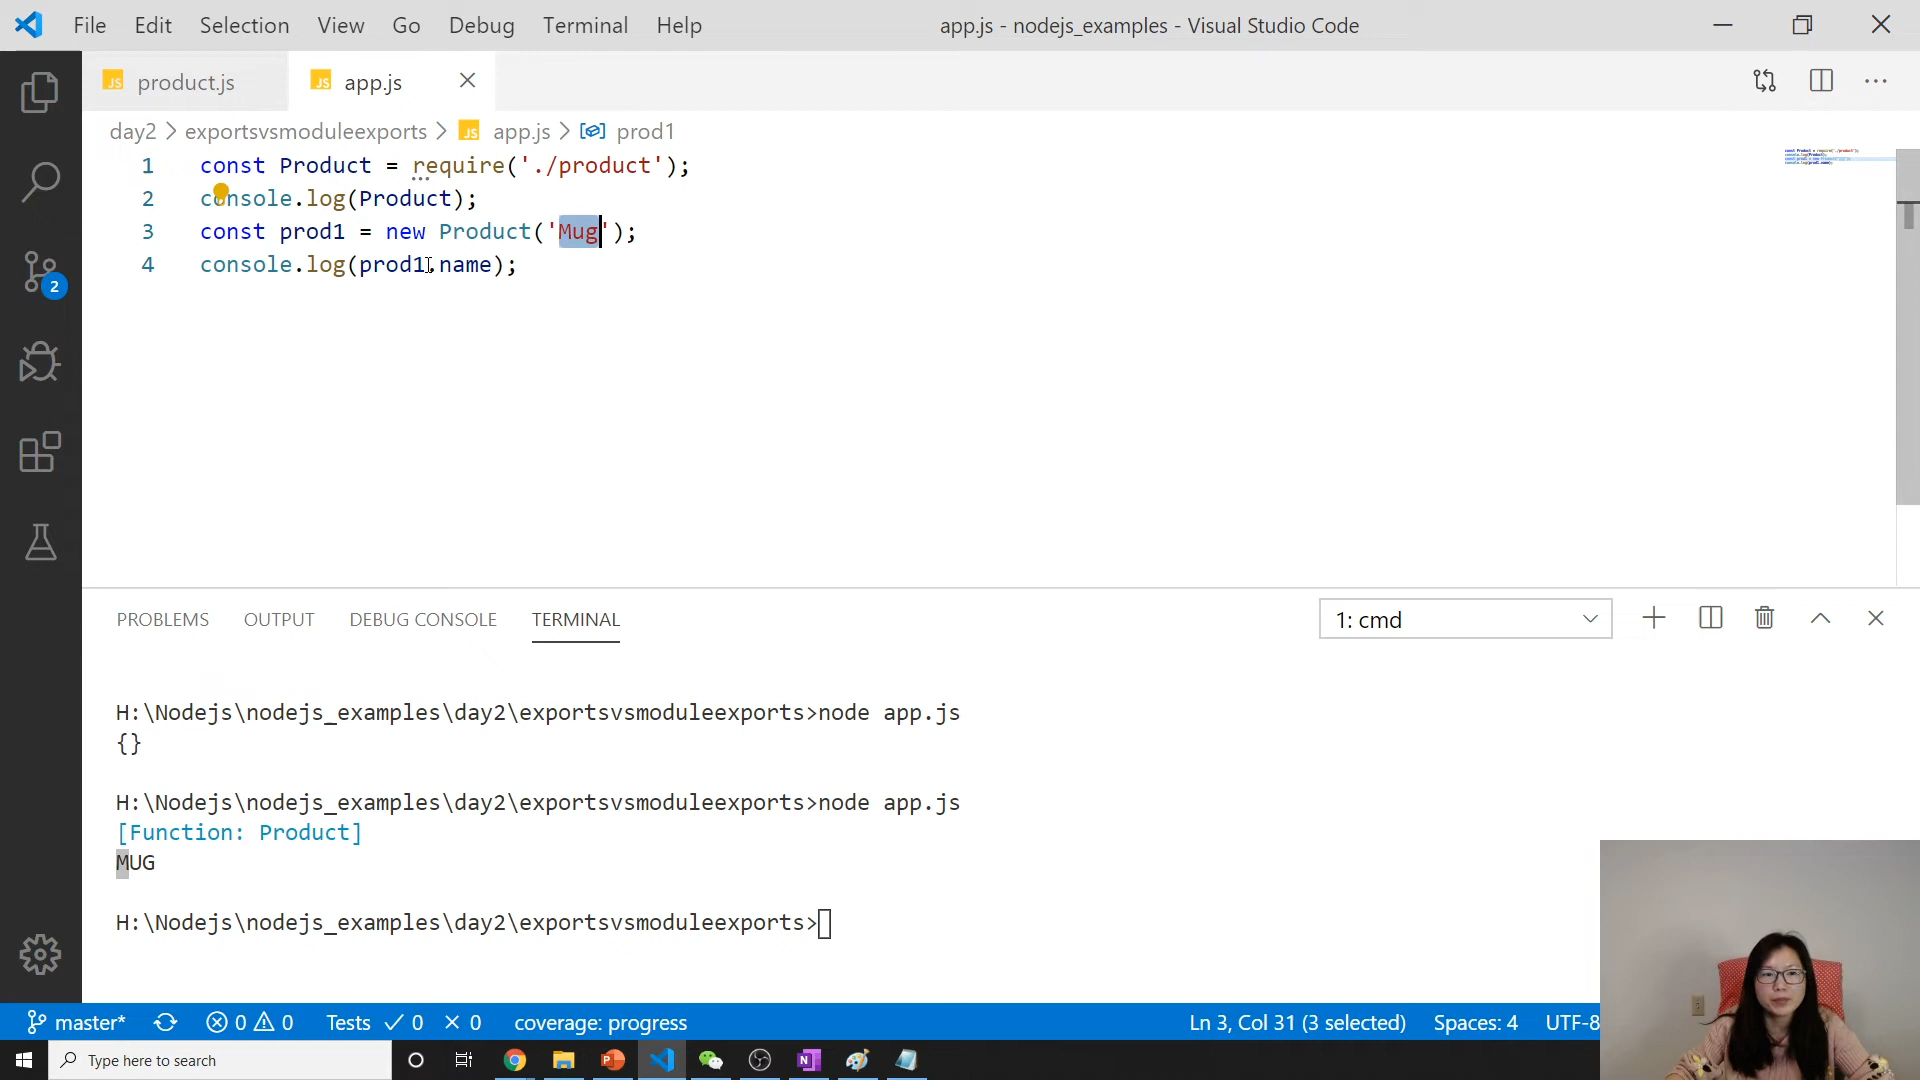 File Edit Selection View Go Debug Terminal Help app.js - nodejs_examples - Visual Studio Code
JS product.js JS app.js
day2 > exportsvsmoduleexports > JS app.js > prod1
1 const Product = require('./product');
2 console.log(Product);
3 const prod1 = new Product('Mug');
4 console.log(prod1.name);
2
PROBLEMS OUTPUT DEBUG CONSOLE TERMINAL 1: cmd
H:\Nodejs\nodejs_examples\day2\exportsvsmoduleexports>node app.js
{}
H:\Nodejs\nodejs_examples\day2\exportsvsmoduleexports>node app.js
[Function: Product]
MUG
H:\Nodejs\nodejs_examples\day2\exportsvsmoduleexports>
master* 0 0 Tests 0 0 coverage: progress Ln 3, Col 31 (3 selected) Spaces: 4 UTF-8
Type here to search